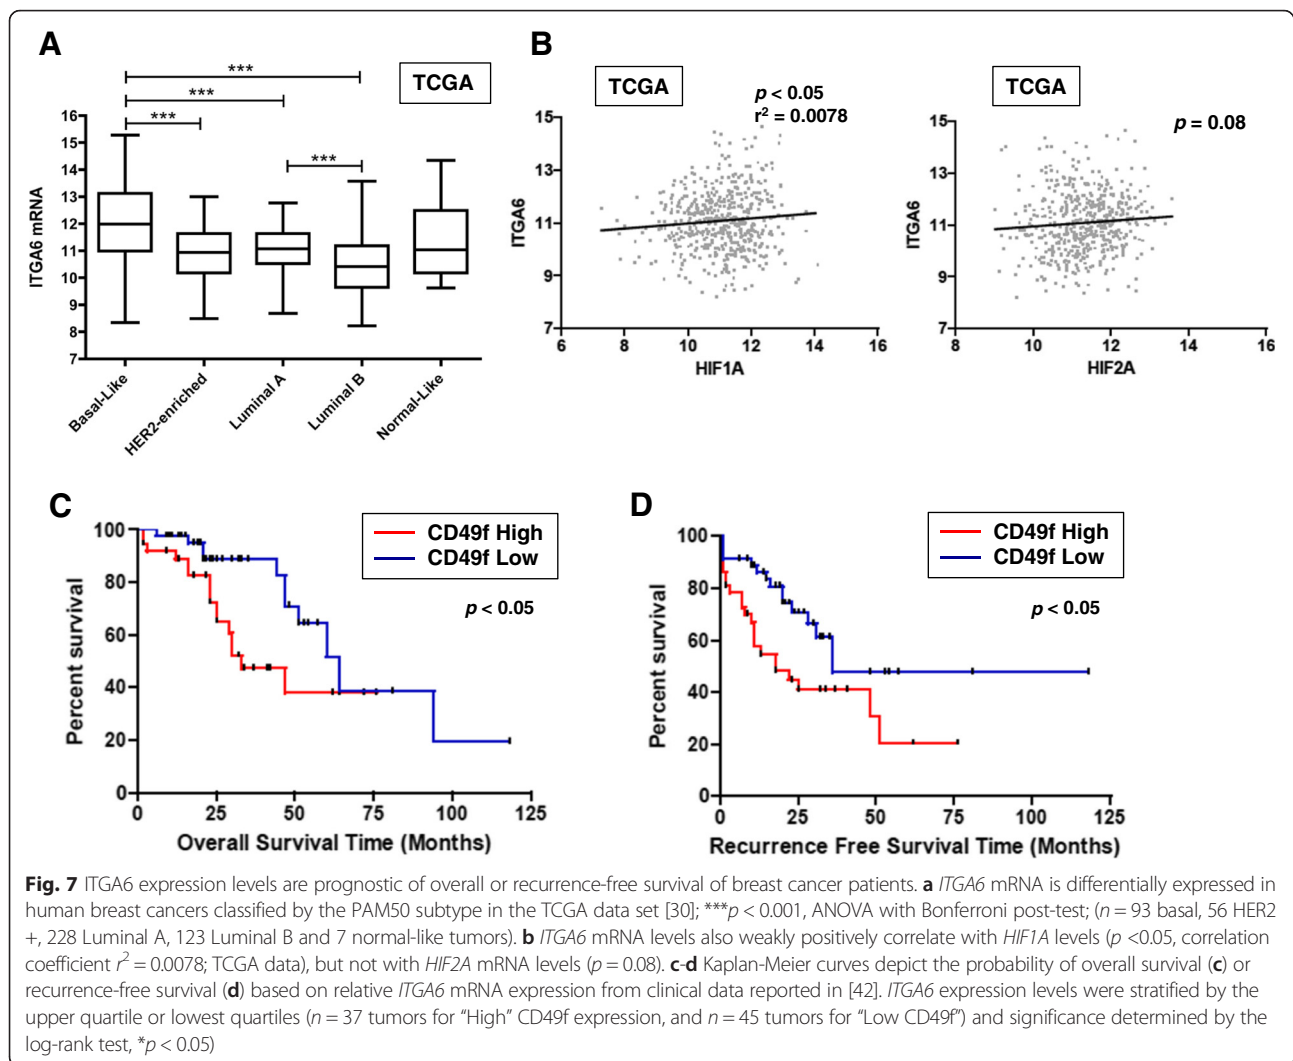 A
TCGA
***
***
***
***
ITGA6 mRNA
16
15
14
13
12
11
10
9
8
7
Basal-Like
HER2-enriched
Luminal A
Luminal B
Normal-Like
B
TCGA
p < 0.05
r² = 0.0078
ITGA6
15
13
11
9
7
6
8
10
12
14
16
HIF1A
TCGA
p = 0.08
ITGA6
15
13
11
9
7
8
10
12
14
16
HIF2A
C
CD49f High
CD49f Low
p < 0.05
Percent survival
100
80
60
40
20
0
0
25
50
75
100
125
Overall Survival Time (Months)
D
CD49f High
CD49f Low
p < 0.05
Percent survival
100
80
60
40
20
0
0
25
50
75
100
125
Recurrence Free Survival Time (Months)
Fig. 7 ITGA6 expression levels are prognostic of overall or recurrence-free survival of breast cancer patients. a ITGA6 mRNA is differentially expressed in
human breast cancers classified by the PAM50 subtype in the TCGA data set [30]; ***p < 0.001, ANOVA with Bonferroni post-test; (n = 93 basal, 56 HER2
+, 228 Luminal A, 123 Luminal B and 7 normal-like tumors). b ITGA6 mRNA levels also weakly positively correlate with HIF1A levels (p <0.05, correlation
coefficient r² = 0.0078; TCGA data), but not with HIF2A mRNA levels (p = 0.08). c-d Kaplan-Meier curves depict the probability of overall survival (c) or
recurrence-free survival (d) based on relative ITGA6 mRNA expression from clinical data reported in [42]. ITGA6 expression levels were stratified by the
upper quartile or lowest quartiles (n = 37 tumors for “High” CD49f expression, and n = 45 tumors for “Low CD49f”) and significance determined by the
log-rank test, *p < 0.05)